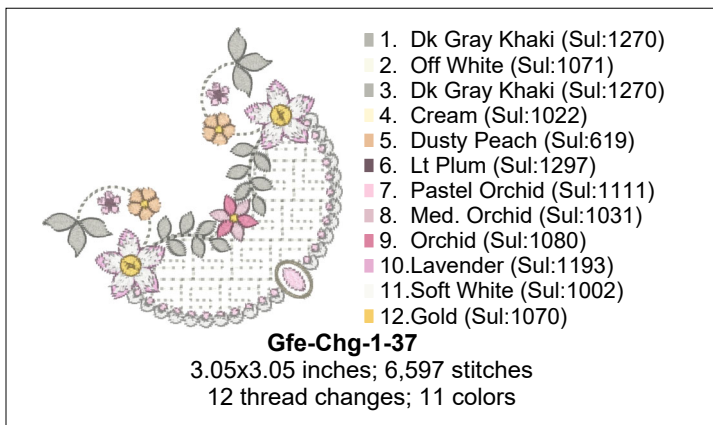 1. Dk Gray Khaki (Sul:1270)
2. Off White (Sul:1071)
3. Dk Gray Khaki (Sul:1270)
4. Cream (Sul:1022)
5. Dusty Peach (Sul:619)
6. Lt Plum (Sul:1297)
7. Pastel Orchid (Sul:1111)
8. Med. Orchid (Sul:1031)
9. Orchid (Sul:1080)
10.Lavender (Sul:1193)
11.Soft White (Sul:1002)
12.Gold (Sul:1070)
Gfe-Chg-1-37
3.05x3.05 inches; 6,597 stitches
12 thread changes; 11 colors